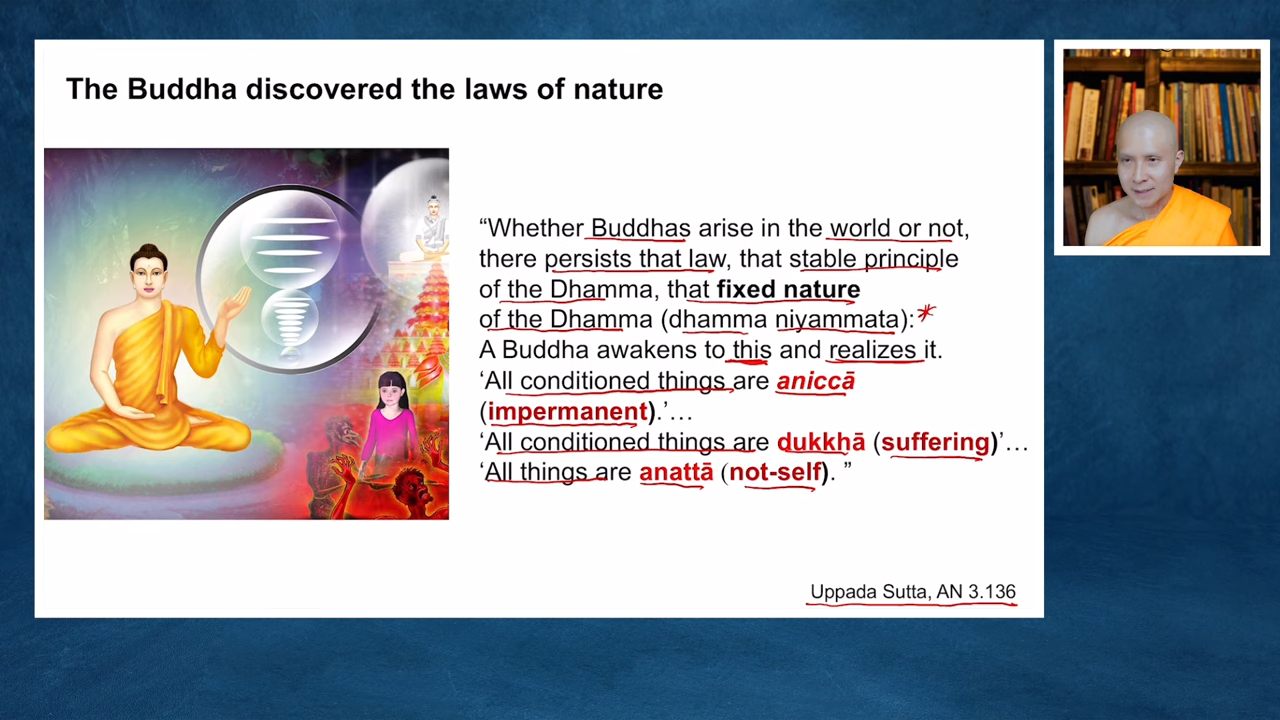 The Buddha discovered the laws of nature
“Whether Buddhas arise in the world or not,
there persists that law, that stable principle
of the Dhamma, that fixed nature
of the Dhamma (dhamma niyammata):*
A Buddha awakens to this and realizes it.
‘All conditioned things are aniccā
(impermanent).’…
‘All conditioned things are dukkhā (suffering)’…
‘All things are anattā (not-self). ”
Uppada Sutta, AN 3.136